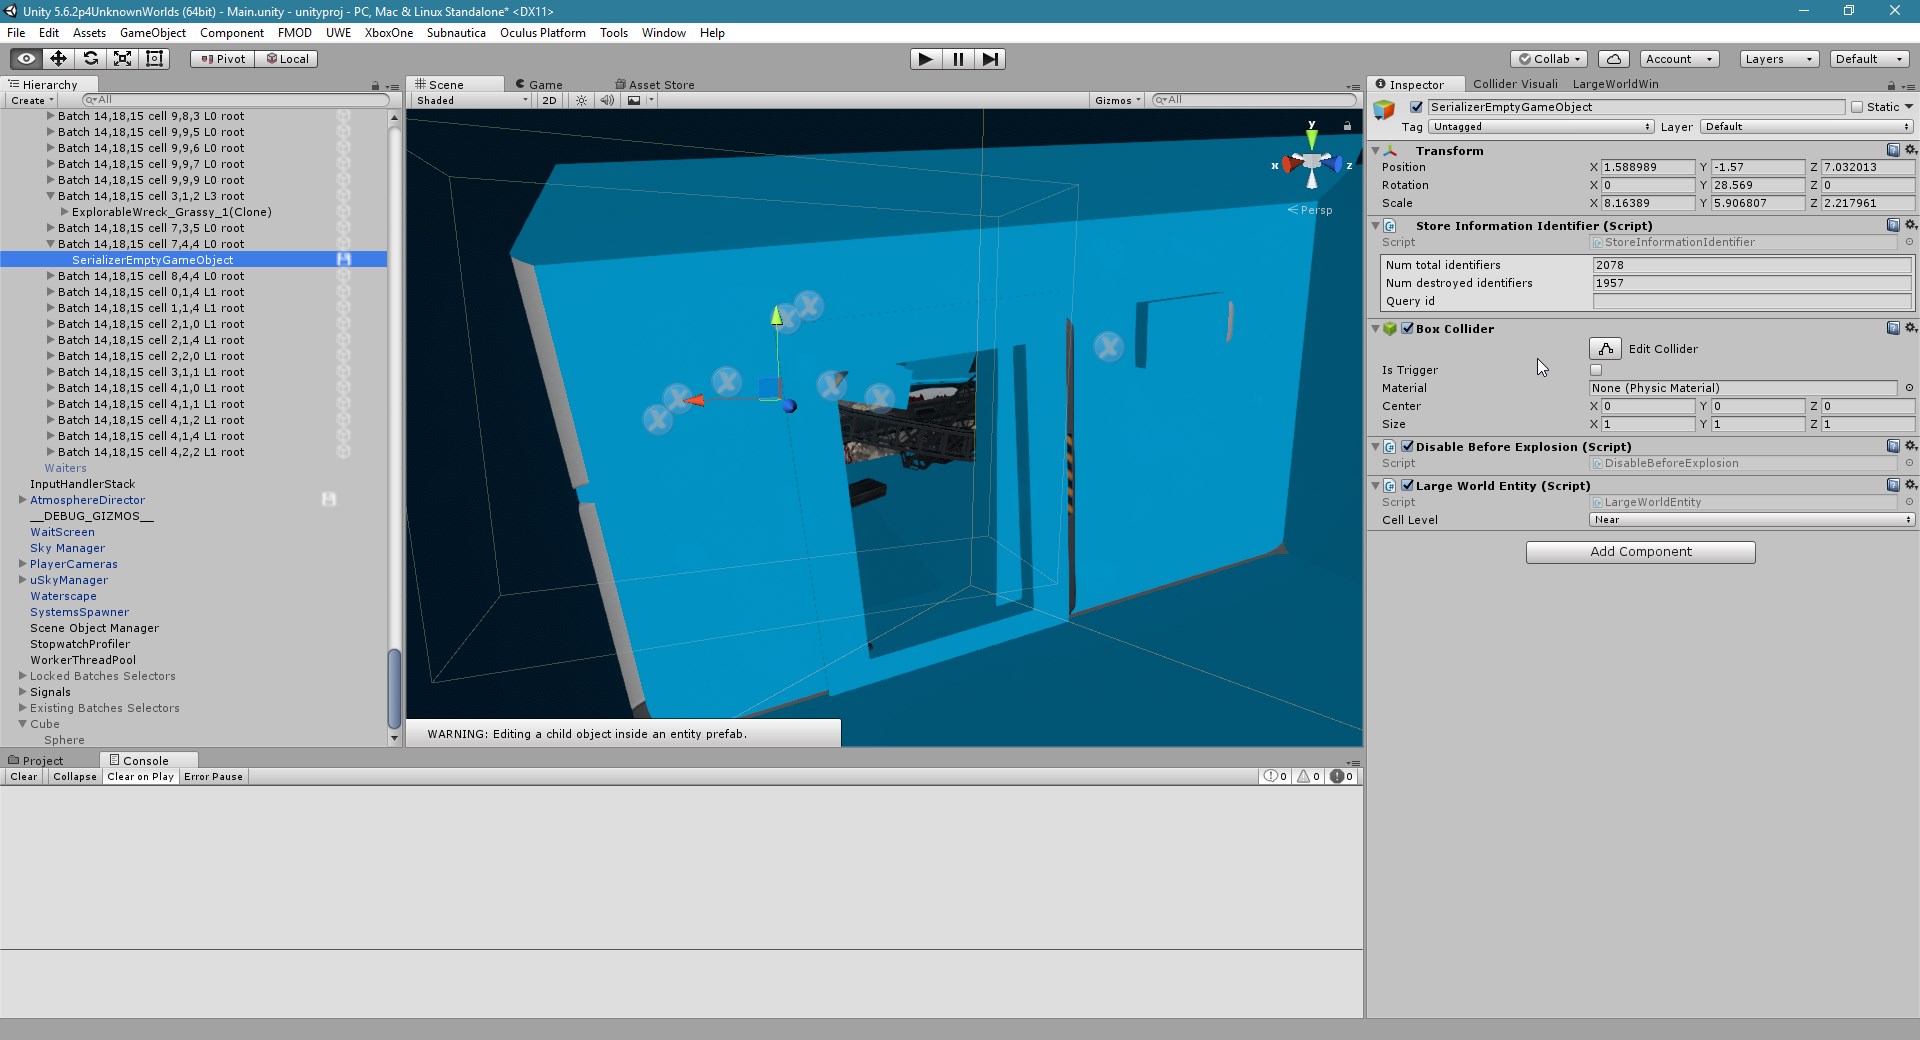 Unity 5.6.2p4UnknownWorlds (64bit) - Main.unity - unityproj - PC, Mac & Linux Standalone* <DX11>
File Edit Assets GameObject Component FMOD UWE XboxOne Subnautica Oculus Platform Tools Window Help
Pivot Local Collab Account Layers Default
Hierarchy
Create All
Batch 14,18,15 cell 9,8,3 L0 root
Batch 14,18,15 cell 9,9,5 L0 root
Batch 14,18,15 cell 9,9,6 L0 root
Batch 14,18,15 cell 9,9,7 L0 root
Batch 14,18,15 cell 9,9,9 L0 root
Batch 14,18,15 cell 3,1,2 L3 root
ExplorableWreck_Grassy_1(Clone)
Batch 14,18,15 cell 7,3,5 L0 root
Batch 14,18,15 cell 7,4,4 L0 root
SerializerEmptyGameObject
Batch 14,18,15 cell 8,4,4 L0 root
Batch 14,18,15 cell 0,1,4 L1 root
Batch 14,18,15 cell 1,1,4 L1 root
Batch 14,18,15 cell 2,1,0 L1 root
Batch 14,18,15 cell 2,1,4 L1 root
Batch 14,18,15 cell 2,2,0 L1 root
Batch 14,18,15 cell 3,1,1 L1 root
Batch 14,18,15 cell 4,1,0 L1 root
Batch 14,18,15 cell 4,1,1 L1 root
Batch 14,18,15 cell 4,1,2 L1 root
Batch 14,18,15 cell 4,1,4 L1 root
Batch 14,18,15 cell 4,2,2 L1 root
Waiters
InputHandlerStack
AtmosphereDirector
__DEBUG_GIZMOS__
WaitScreen
Sky Manager
PlayerCameras
uSkyManager
Waterscape
SystemsSpawner
Scene Object Manager
StopwatchProfiler
WorkerThreadPool
Locked Batches Selectors
Signals
Existing Batches Selectors
Cube
Sphere
Scene Game Asset Store
Shaded 2D Gizmos All
y
x z
Persp
WARNING: Editing a child object inside an entity prefab.
Project Console
Clear Collapse Clear on Play Error Pause 0 0 0
Inspector Collider Visuali LargeWorldWin
SerializerEmptyGameObject Static
Tag Untagged Layer Default
Transform
Position X 1.588989 Y -1.57 Z 7.032013
Rotation X 0 Y 28.569 Z 0
Scale X 8.16389 Y 5.906807 Z 2.217961
Store Information Identifier (Script)
Script StoreInformationIdentifier
Num total identifiers 2078
Num destroyed identifiers 1957
Query id
Box Collider
Edit Collider
Is Trigger
Material None (Physic Material)
Center X 0 Y 0 Z 0
Size X 1 Y 1 Z 1
Disable Before Explosion (Script)
Script DisableBeforeExplosion
Large World Entity (Script)
Script LargeWorldEntity
Cell Level Near
Add Component